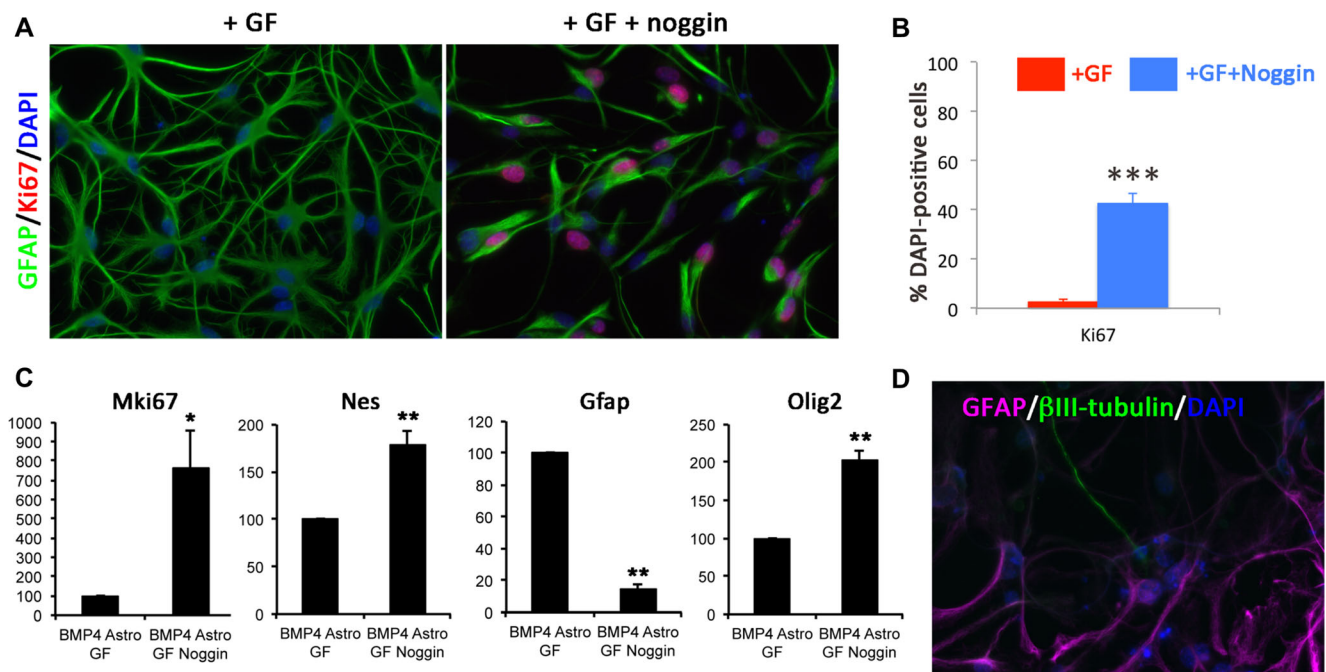 A
+ GF
+ GF + noggin
GFAP/Ki67/DAPI
B
% DAPI-positive cells
100
80
60
40
20
0
+GF
+GF+Noggin
***
Ki67
C
Mki67
1000
900
800
700
600
500
400
300
200
100
0
*
BMP4 Astro BMP4 Astro
GF GF Noggin
Nes
200
150
100
50
0
**
BMP4 Astro BMP4 Astro
GF GF Noggin
Gfap
120
100
80
60
40
20
0
**
BMP4 Astro BMP4 Astro
GF GF Noggin
Olig2
250
200
150
100
50
0
**
BMP4 Astro BMP4 Astro
GF GF Noggin
D
GFAP/βIII-tubulin/DAPI